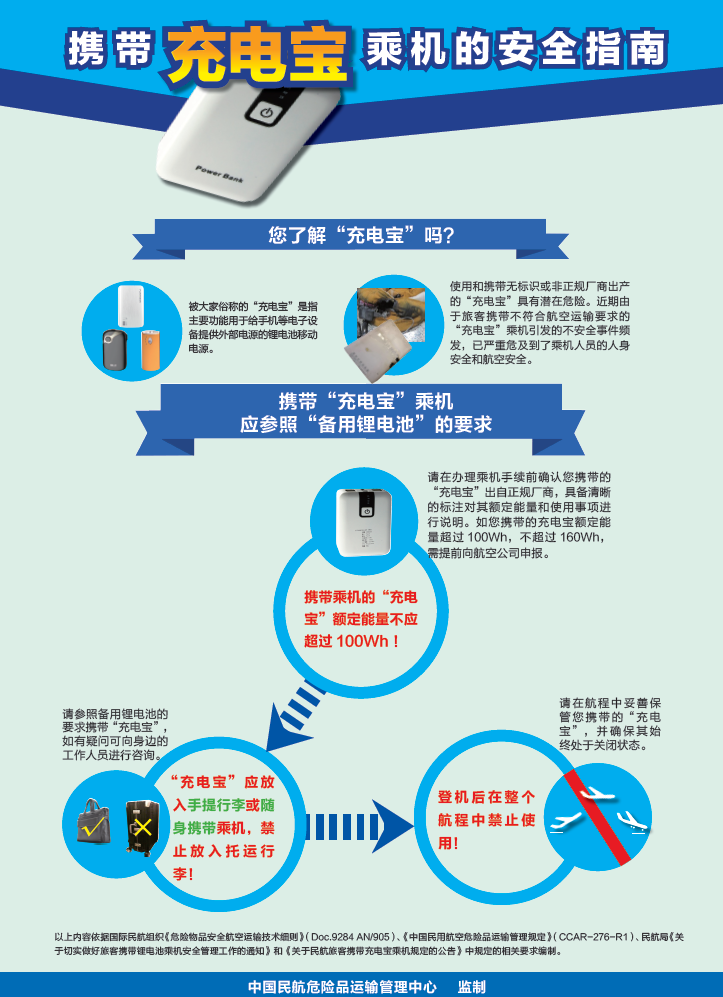 携带充电宝乘机的安全指南
Power Bank
您了解“充电宝”吗？
被大家俗称的“充电宝”是指
主要功能用于给手机等电子设
备提供外部电源的锂电池移动
电源。
使用和携带无标识或非正规厂商出产
的“充电宝”具有潜在危险。近期由
于旅客携带不符合航空运输要求的
“充电宝”乘机引发的不安全事件频
发，已严重危及到了乘机人员的人身
安全和航空安全。
携带“充电宝”乘机
应参照“备用锂电池”的要求
请在办理乘机手续前确认您携带的
“充电宝”出自正规厂商，具备清晰
的标注对其额定能量和使用事项进
行说明。如您携带的充电宝额定能
量超过100Wh，不超过160Wh，
需提前向航空公司申报。
携带乘机的“充电
宝”额定能量不应
超过100Wh！
请参照备用锂电池的
要求携带“充电宝”，
如有疑问可向身边的
工作人员进行咨询。
“充电宝”应放
入手提行李或随
身携带乘机，禁
止放入托运行
李！
请在航程中妥善保
管您携带的“充电
宝”，并确保其始
终处于关闭状态。
登机后在整个
航程中禁止使
用！
以上内容依据国际民航组织《危险物品安全航空运输技术细则》（Doc.9284 AN/905）、《中国民用航空危险品运输管理规定》（CCAR-276-R1）、民航局《关
于切实做好旅客携带锂电池乘机安全管理工作的通知》和《关于民航旅客携带充电宝乘机规定的公告》中规定的相关要求编制。
中国民航危险品运输管理中心 监制